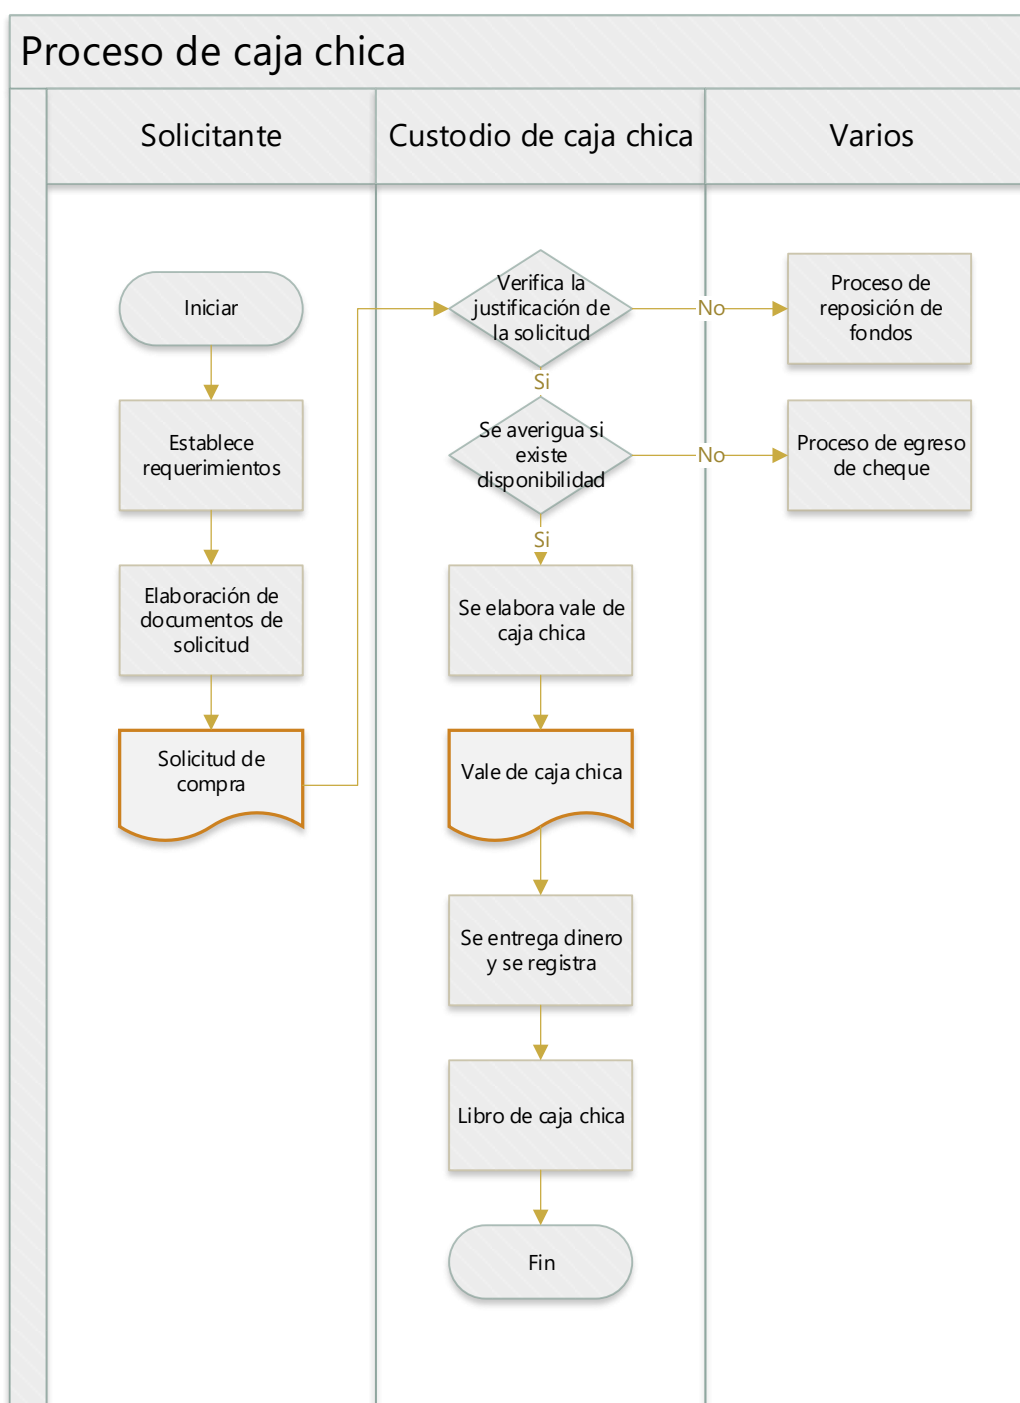 Proceso de caja chica
Solicitante
Custodio de caja chica
Varios
Iniciar
Establece
requerimientos
Elaboración de
documentos de
solicitud
Solicitud de
compra
Verifica la
justificación de
la solicitud
No
Proceso de
reposición de
fondos
Si
Se averigua si
existe
disponibilidad
No
Proceso de egreso
de cheque
Si
Se elabora vale de
caja chica
Vale de caja chica
Se entrega dinero
y se registra
Libro de caja chica
Fin